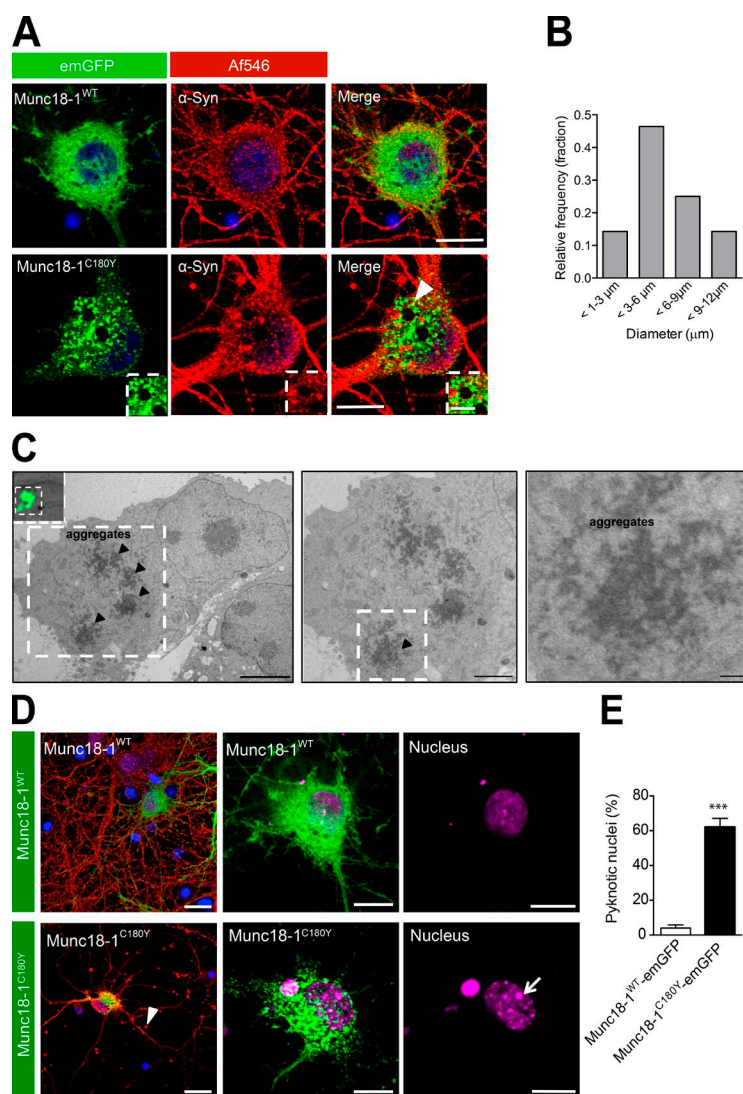 A
emGFP
Af546
Munc18-1WT
α-Syn
Merge
Munc18-1C180Y
α-Syn
Merge
B
Relative frequency (fraction)
0.5
0.4
0.3
0.2
0.1
0.0
< 1-3 μm
< 3-6 μm
< 6-9μm
< 9-12μm
Diameter (μm)
C
aggregates
aggregates
D
Munc18-1WT
Munc18-1WT
Munc18-1WT
Nucleus
Munc18-1C180Y
Munc18-1C180Y
Munc18-1C180Y
Nucleus
E
Pyknotic nuclei (%)
80
60
40
20
0
***
Munc18-1WT-emGFP
Munc18-1C180Y-emGFP